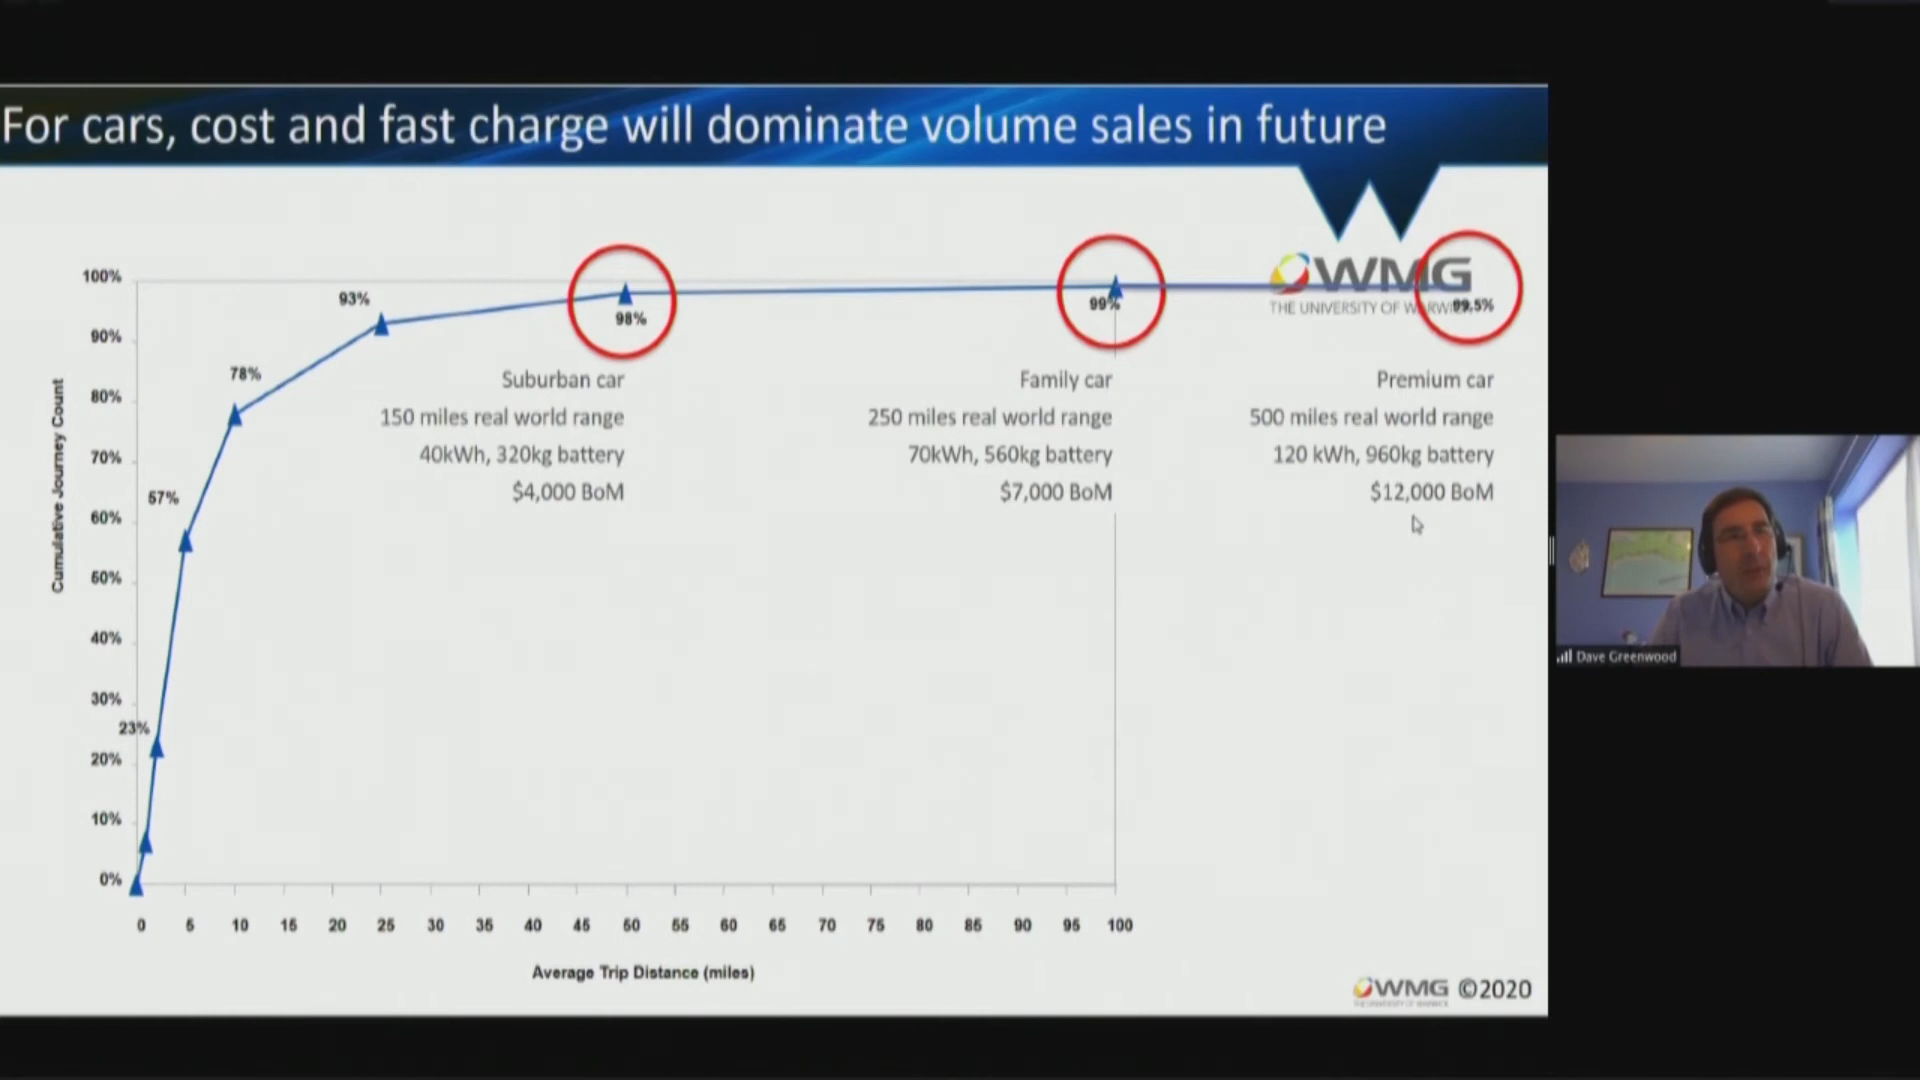 For cars, cost and fast charge will dominate volume sales in future
WMG
THE UNIVERSITY OF WARWICK
100%
90%
80%
70%
60%
50%
40%
30%
20%
10%
0%
Cumulative Journey Count
23%
57%
78%
93%
98%
99%
99.5%
Suburban car
150 miles real world range
40kWh, 320kg battery
$4,000 BoM
Family car
250 miles real world range
70kWh, 560kg battery
$7,000 BoM
Premium car
500 miles real world range
120 kWh, 960kg battery
$12,000 BoM
0 5 10 15 20 25 30 35 40 45 50 55 60 65 70 75 80 85 90 95 100
Average Trip Distance (miles)
WMG ©2020
THE UNIVERSITY OF WARWICK
Dave Greenwood